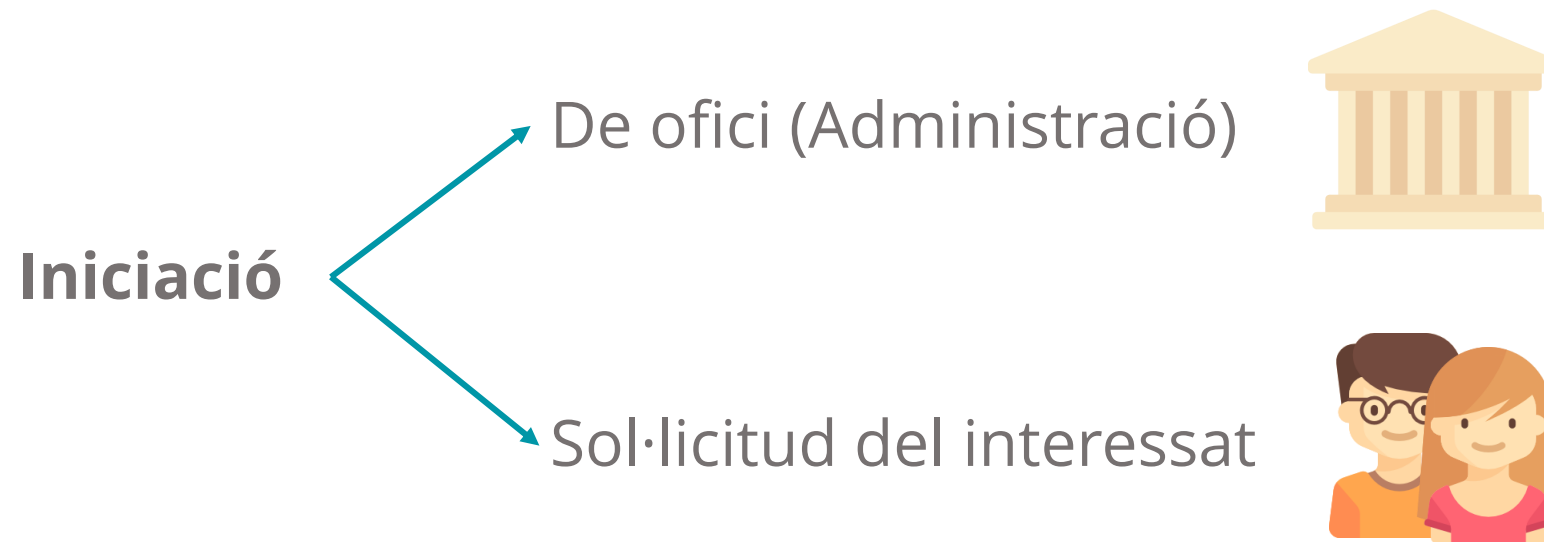 De ofici (Administració)
Iniciació
Sol·licitud del interessat